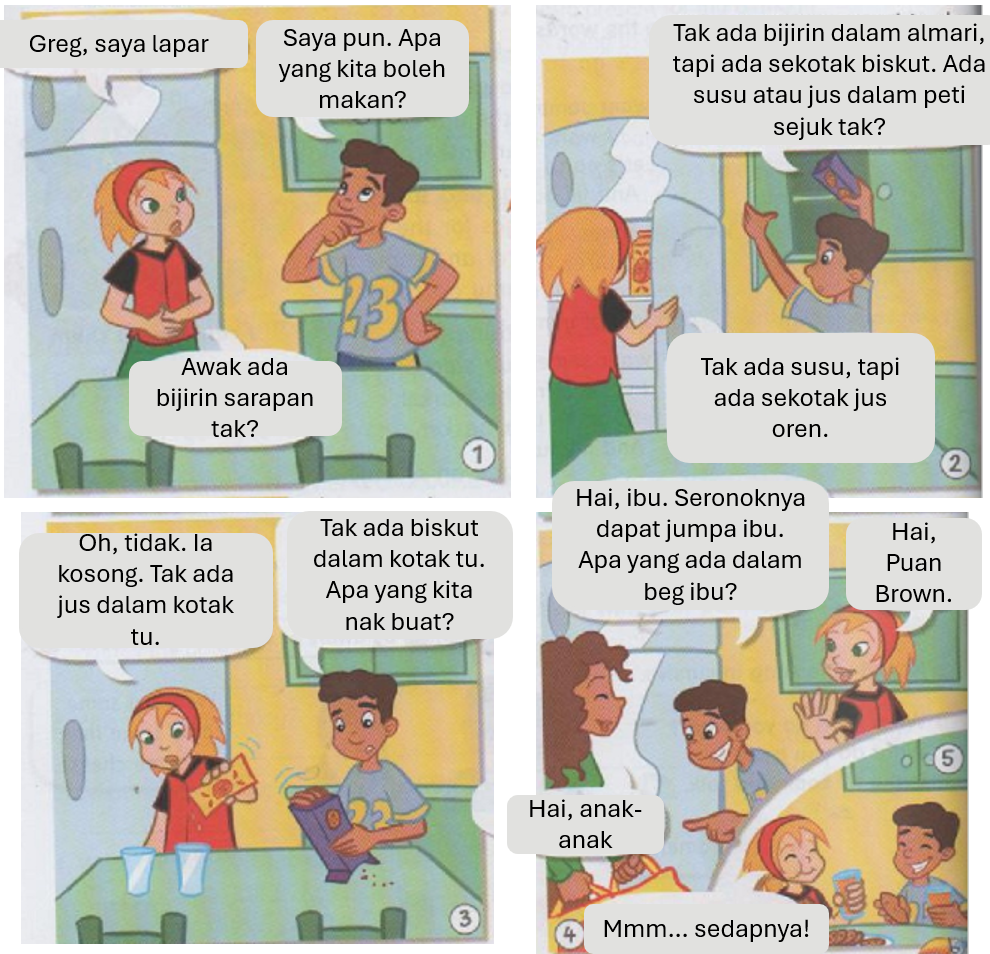 Greg, saya lapar
Saya pun. Apa
yang kita boleh
makan?
Awak ada
bijirin sarapan
tak?
1
Tak ada bijirin dalam almari,
tapi ada sekotak biskut. Ada
susu atau jus dalam peti
sejuk tak?
Tak ada susu, tapi
ada sekotak jus
oren.
2
Oh, tidak. Ia
kosong. Tak ada
jus dalam kotak
tu.
Tak ada biskut
dalam kotak tu.
Apa yang kita
nak buat?
3
Hai, ibu. Seronoknya
dapat jumpa ibu.
Apa yang ada dalam
beg ibu?
Hai,
Puan
Brown.
Hai, anak-
anak
4
5
Mmm... sedapnya!